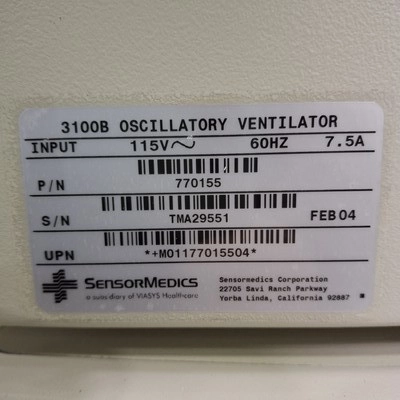 3100B OSCILLATORY VENTILATOR
INPUT 115V~ 60HZ 7.5A
P/N 770155
S/N TMA29551 FEB 04
UPN *+M01177015504*
SENSORMEDICS
a subsidiary of VIASYS Healthcare
Sensormedics Corporation
22705 Savi Ranch Parkway
Yorba Linda, California 92887